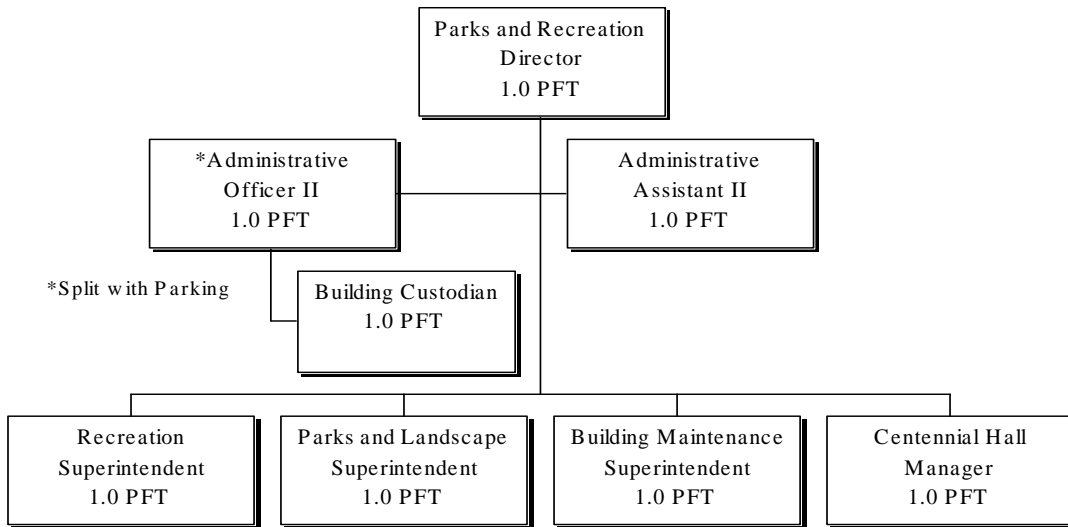 Parks and Recreation
Director
1.0 PFT
*Administrative
Officer II
1.0 PFT
Administrative
Assistant II
1.0 PFT
*Split with Parking
Building Custodian
1.0 PFT
Recreation
Superintendent
1.0 PFT
Parks and Landscape
Superintendent
1.0 PFT
Building Maintenance
Superintendent
1.0 PFT
Centennial Hall
Manager
1.0 PFT